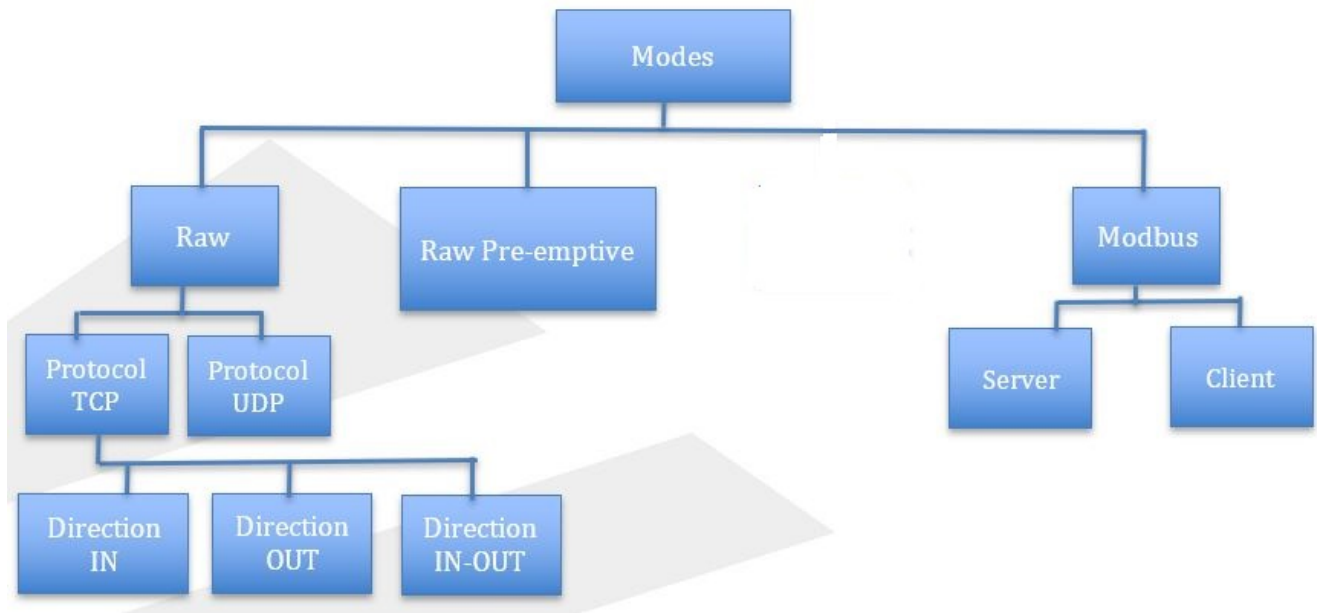 Modes
Raw
Raw Pre-emptive
Modbus
Protocol
TCP
Protocol
UDP
Server
Client
Direction
IN
Direction
OUT
Direction
IN-OUT